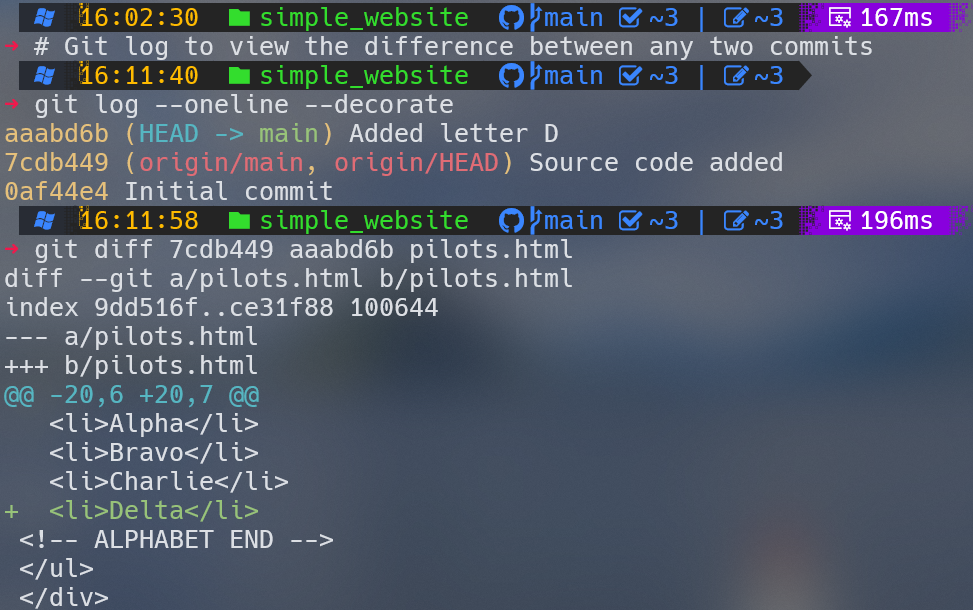 16:02:30 simple_website main ~3 | ~3 167ms
→ # Git log to view the difference between any two commits
16:11:40 simple_website main ~3 | ~3
→ git log --oneline --decorate
aaabd6b (HEAD -> main) Added letter D
7cdb449 (origin/main, origin/HEAD) Source code added
0af44e4 Initial commit
16:11:58 simple_website main ~3 | ~3 196ms
→ git diff 7cdb449 aaabd6b pilots.html
diff --git a/pilots.html b/pilots.html
index 9dd516f..ce31f88 100644
--- a/pilots.html
+++ b/pilots.html
@@ -20,6 +20,7 @@
   <li>Alpha</li>
   <li>Bravo</li>
   <li>Charlie</li>
+  <li>Delta</li>
 <!-- ALPHABET END -->
 </ul>
 </div>